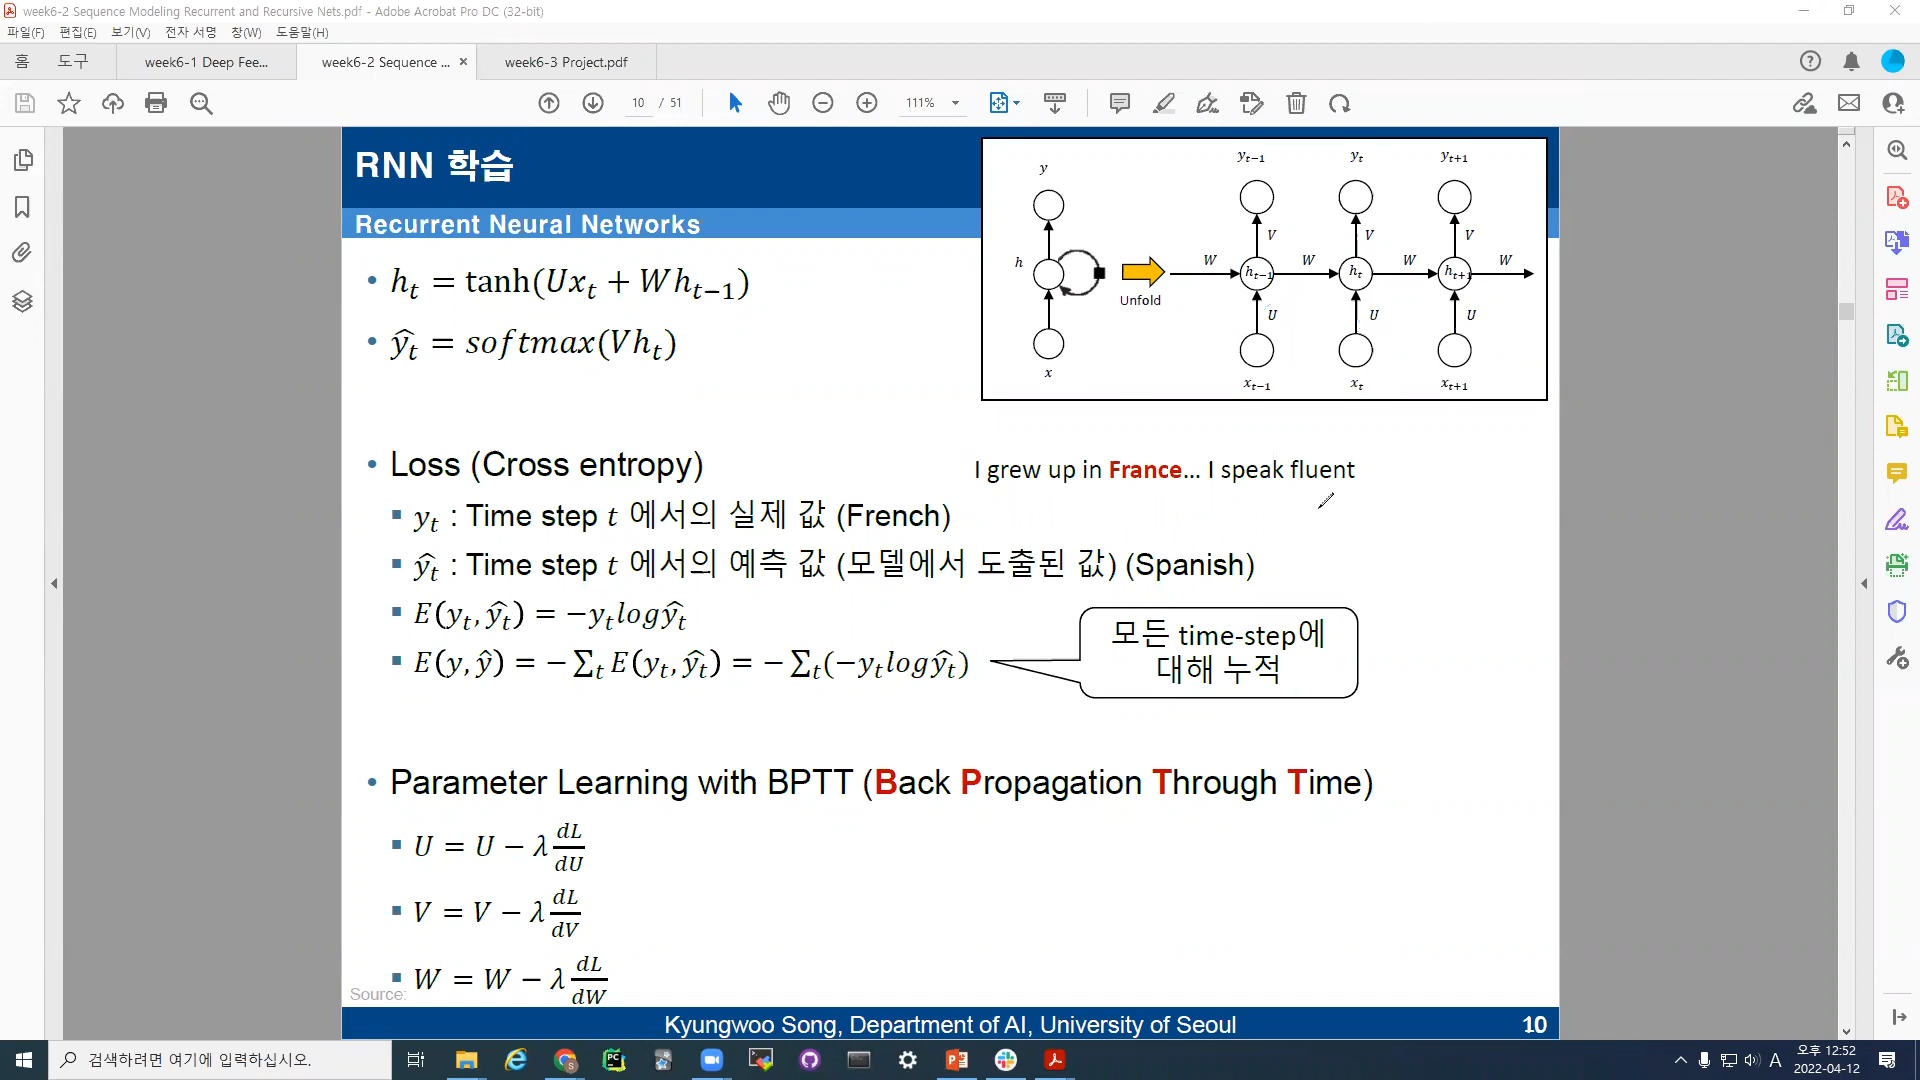 week6-2 Sequence Modeling Recurrent and Recursive Nets.pdf - Adobe Acrobat Pro DC (32-bit)
파일(F) 편집(E) 보기(V) 전자 서명 창(W) 도움말(H)
홈 도구 week6-1 Deep Fee... week6-2 Sequence ... × week6-3 Project.pdf
10 / 51 111%
RNN 학습
Recurrent Neural Networks
y
h
x
Unfold
y_{t-1} y_t y_{t+1}
V V V
W W W W
h_{t-1} h_t h_{t+1}
U U U
x_{t-1} x_t x_{t+1}
• h_t = tanh(Ux_t + Wh_{t-1})
• ŷ_t = softmax(Vh_t)
• Loss (Cross entropy)
I grew up in France... I speak fluent
▪ y_t : Time step t 에서의 실제 값 (French)
▪ ŷ_t : Time step t 에서의 예측 값 (모델에서 도출된 값) (Spanish)
▪ E(y_t, ŷ_t) = −y_t logŷ_t
▪ E(y, ŷ) = − ∑_t E(y_t, ŷ_t) = − ∑_t(−y_t logŷ_t)
모든 time-step에
대해 누적
• Parameter Learning with BPTT (Back Propagation Through Time)
▪ U = U − λ dL/dU
▪ V = V − λ dL/dV
▪ W = W − λ dL/dW
Source:
Kyungwoo Song, Department of AI, University of Seoul 10
검색하려면 여기에 입력하십시오.
A 오후 12:52
2022-04-12